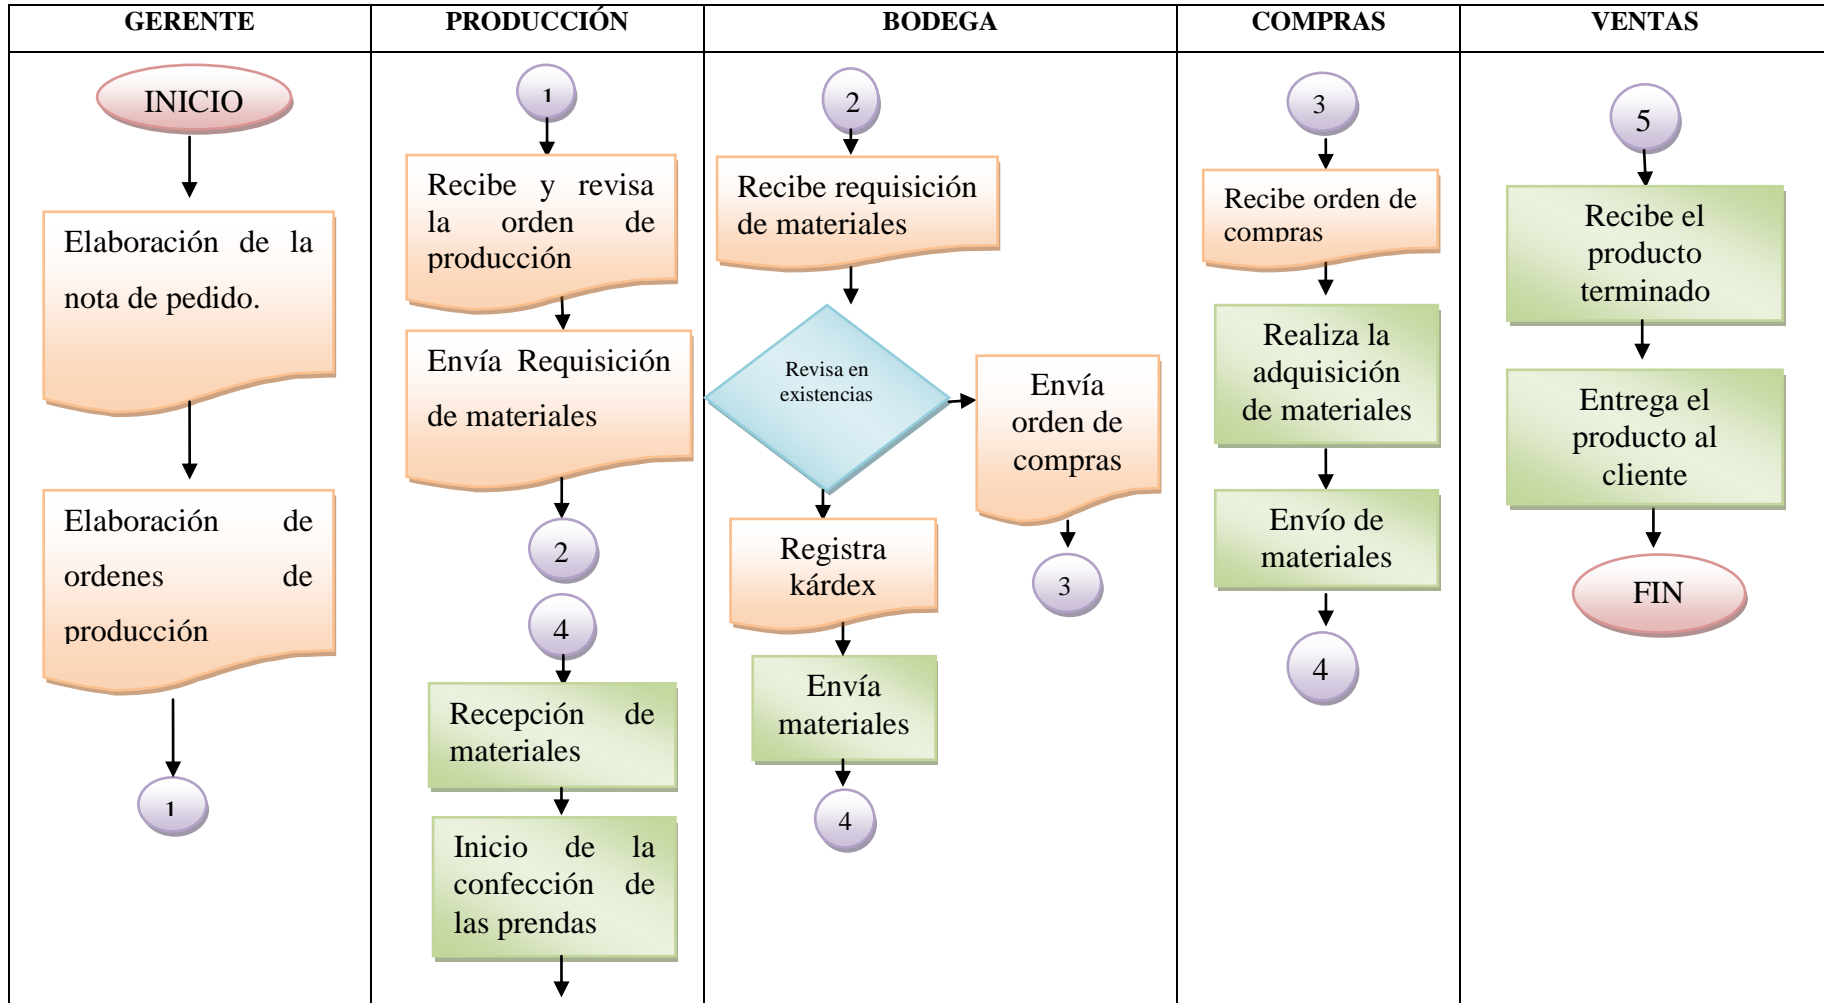 GERENTE
PRODUCCIÓN
BODEGA
COMPRAS
VENTAS
INICIO
Elaboración de la
nota de pedido.
Elaboración de
ordenes de
producción
1
1
Recibe y revisa
la orden de
producción
Envía Requisición
de materiales
2
4
Recepción de
materiales
Inicio de la
confección de
las prendas
2
Recibe requisición
de materiales
Revisa en
existencias
Envía
orden de
compras
3
Registra
kárdex
Envía
materiales
4
3
Recibe orden de
compras
Realiza la
adquisición
de materiales
Envío de
materiales
4
5
Recibe el
producto
terminado
Entrega el
producto al
cliente
FIN